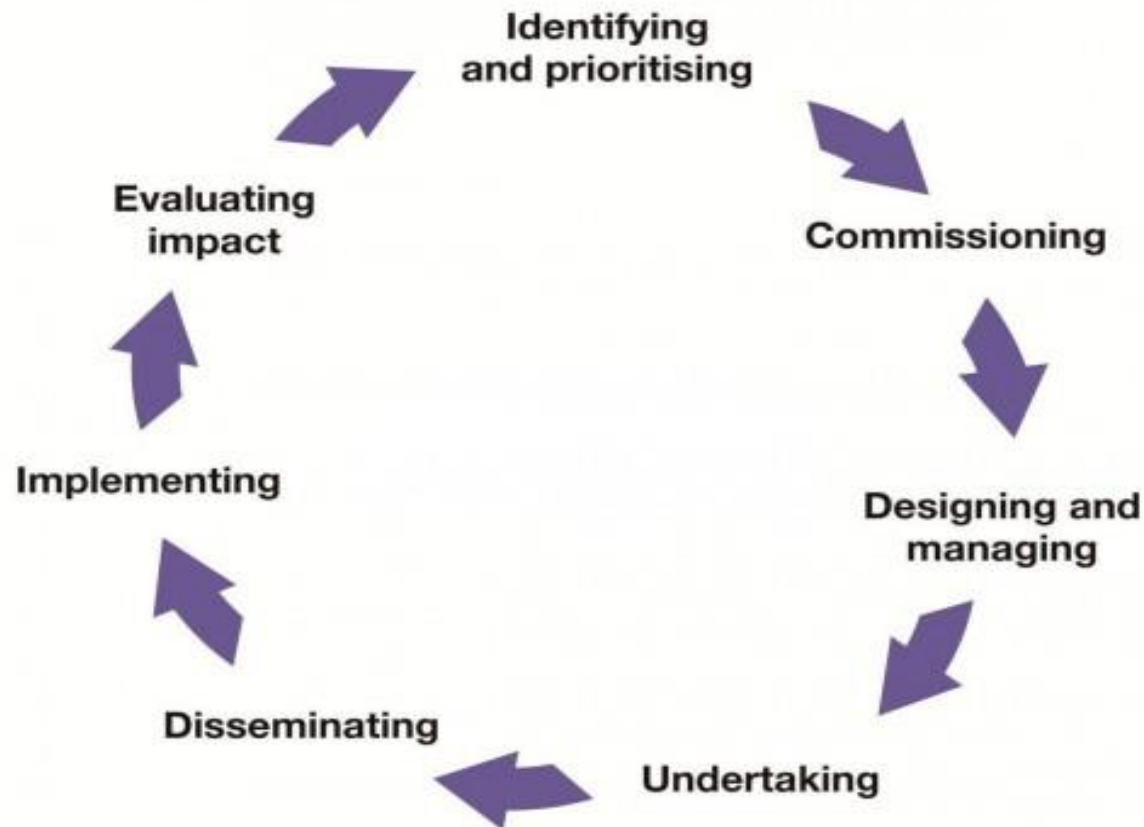 Identifying
and prioritising
Commissioning
Designing and
managing
Undertaking
Disseminating
Implementing
Evaluating
impact